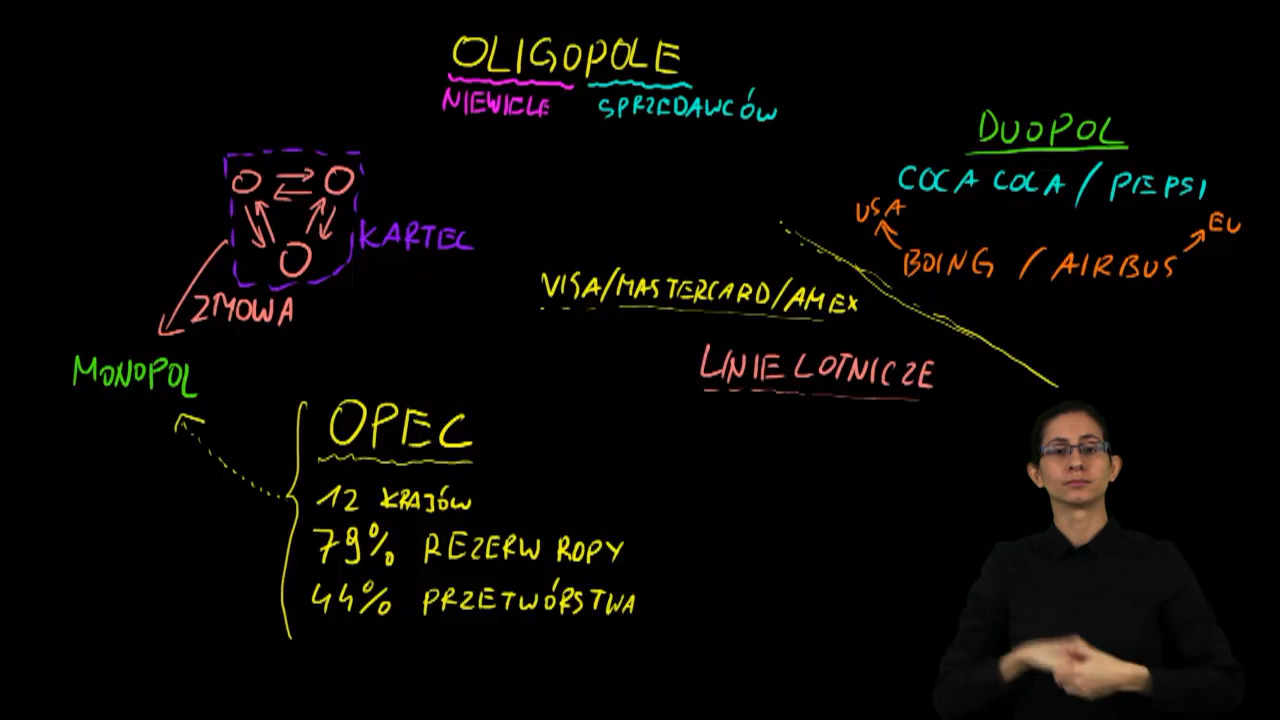 OLIGOPOLE
NIEWIELE SPRZEDAWCÓW
DUOPOL
COCA COLA / PEPSI
USA EU
BOING / AIRBUS
KARTEL
ZMOWA
MONOPOL
VISA/MASTERCARD/AMEX
LINIE LOTNICZE
OPEC
12 KRAJÓW
79% REZERW ROPY
44% PRZETWÓRSTWA